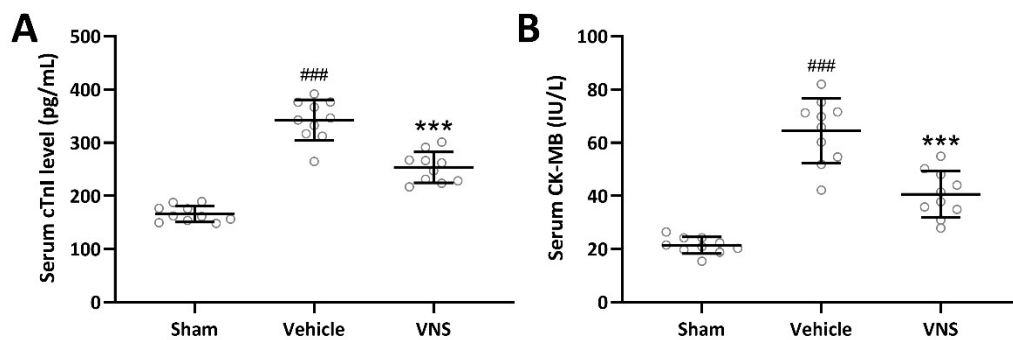 A
Serum cTnI level (pg/mL)
500
400
300
200
100
0
###
***
Sham
Vehicle
VNS
B
Serum CK-MB (IU/L)
100
80
60
40
20
0
###
***
Sham
Vehicle
VNS